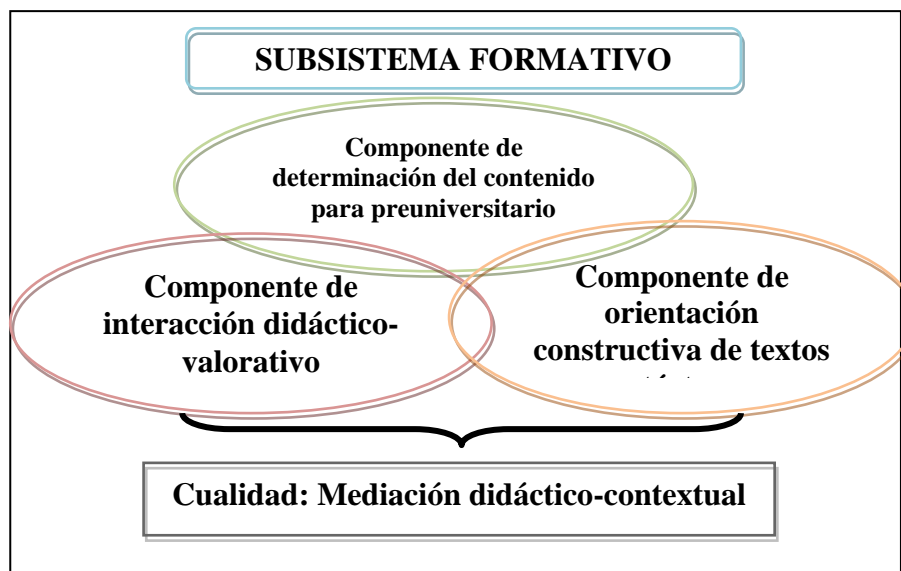 SUBSISTEMA FORMATIVO
Componente de
determinación del contenido
para preuniversitario
Componente de
interacción didáctico-
valorativo
Componente de
orientación
constructiva de textos
Cualidad: Mediación didáctico-contextual